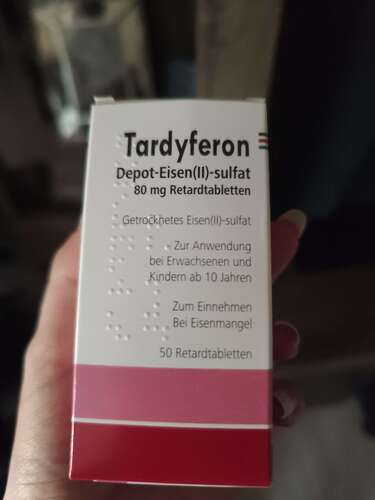 Tardyferon
Depot-Eisen(II)-sulfat
80 mg Retardtabletten
Getrocknetes Eisen(II)-sulfat
Zur Anwendung
bei Erwachsenen und
Kindern ab 10 Jahren
Zum Einnehmen
Bei Eisenmangel
50 Retardtabletten